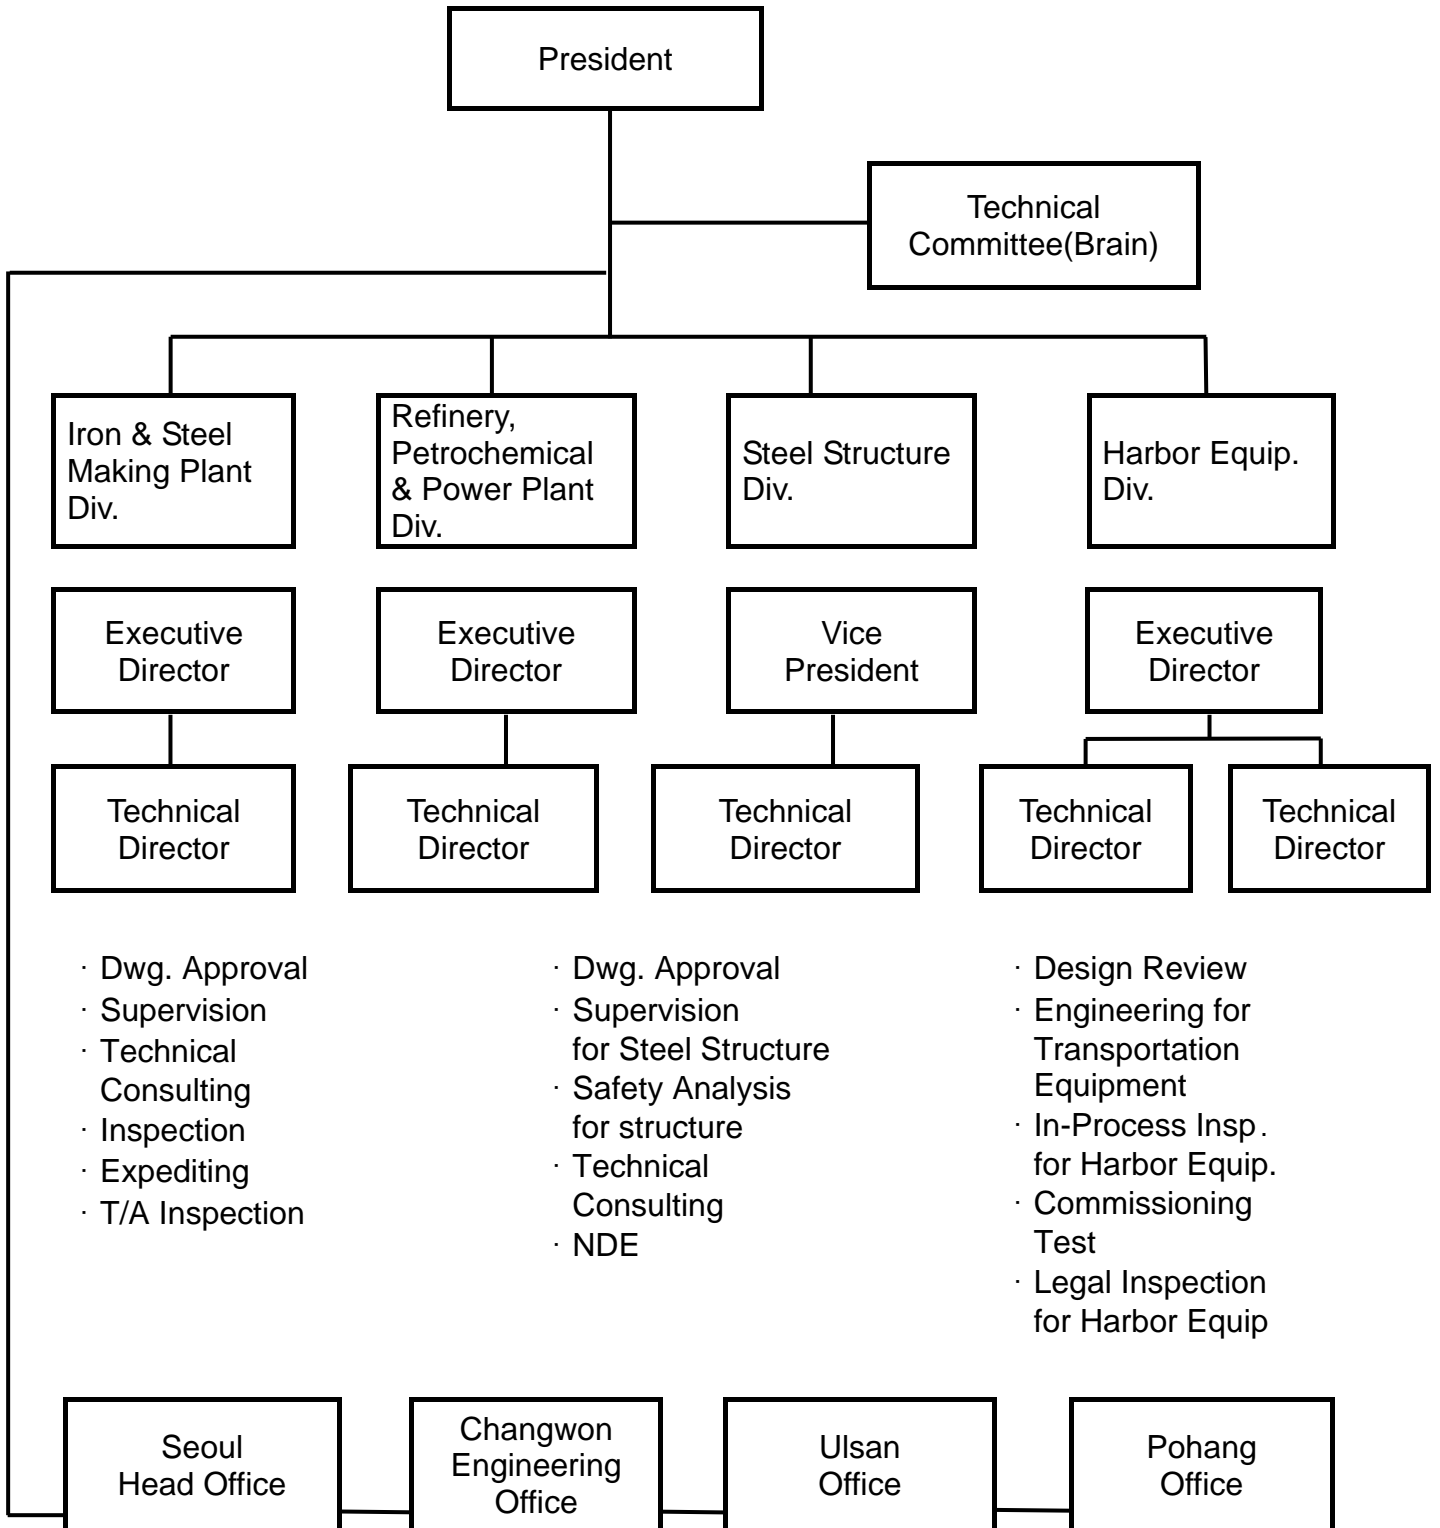 President
Technical
Committee(Brain)
Iron & Steel
Making Plant
Div.
Refinery,
Petrochemical
& Power Plant
Div.
Steel Structure
Div.
Harbor Equip.
Div.
Executive
Director
Executive
Director
Vice
President
Executive
Director
Technical
Director
Technical
Director
Technical
Director
Technical
Director
Technical
Director
· Dwg. Approval
· Supervision
· Technical
Consulting
· Inspection
· Expediting
· T/A Inspection
· Dwg. Approval
· Supervision
for Steel Structure
· Safety Analysis
for structure
· Technical
Consulting
· NDE
· Design Review
· Engineering for
Transportation
Equipment
· In-Process Insp.
for Harbor Equip.
· Commissioning
Test
· Legal Inspection
for Harbor Equip
Seoul
Head Office
Changwon
Engineering
Office
Ulsan
Office
Pohang
Office